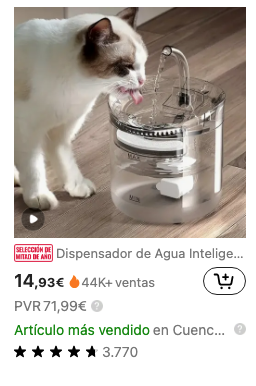 SELECCIÓN DE MITAD DE AÑO Dispensador de Agua Intelige...
14,93€ 44K+ ventas
PVR 71,99€ ?
Artículo más vendido en Cuenc... ?
3.770